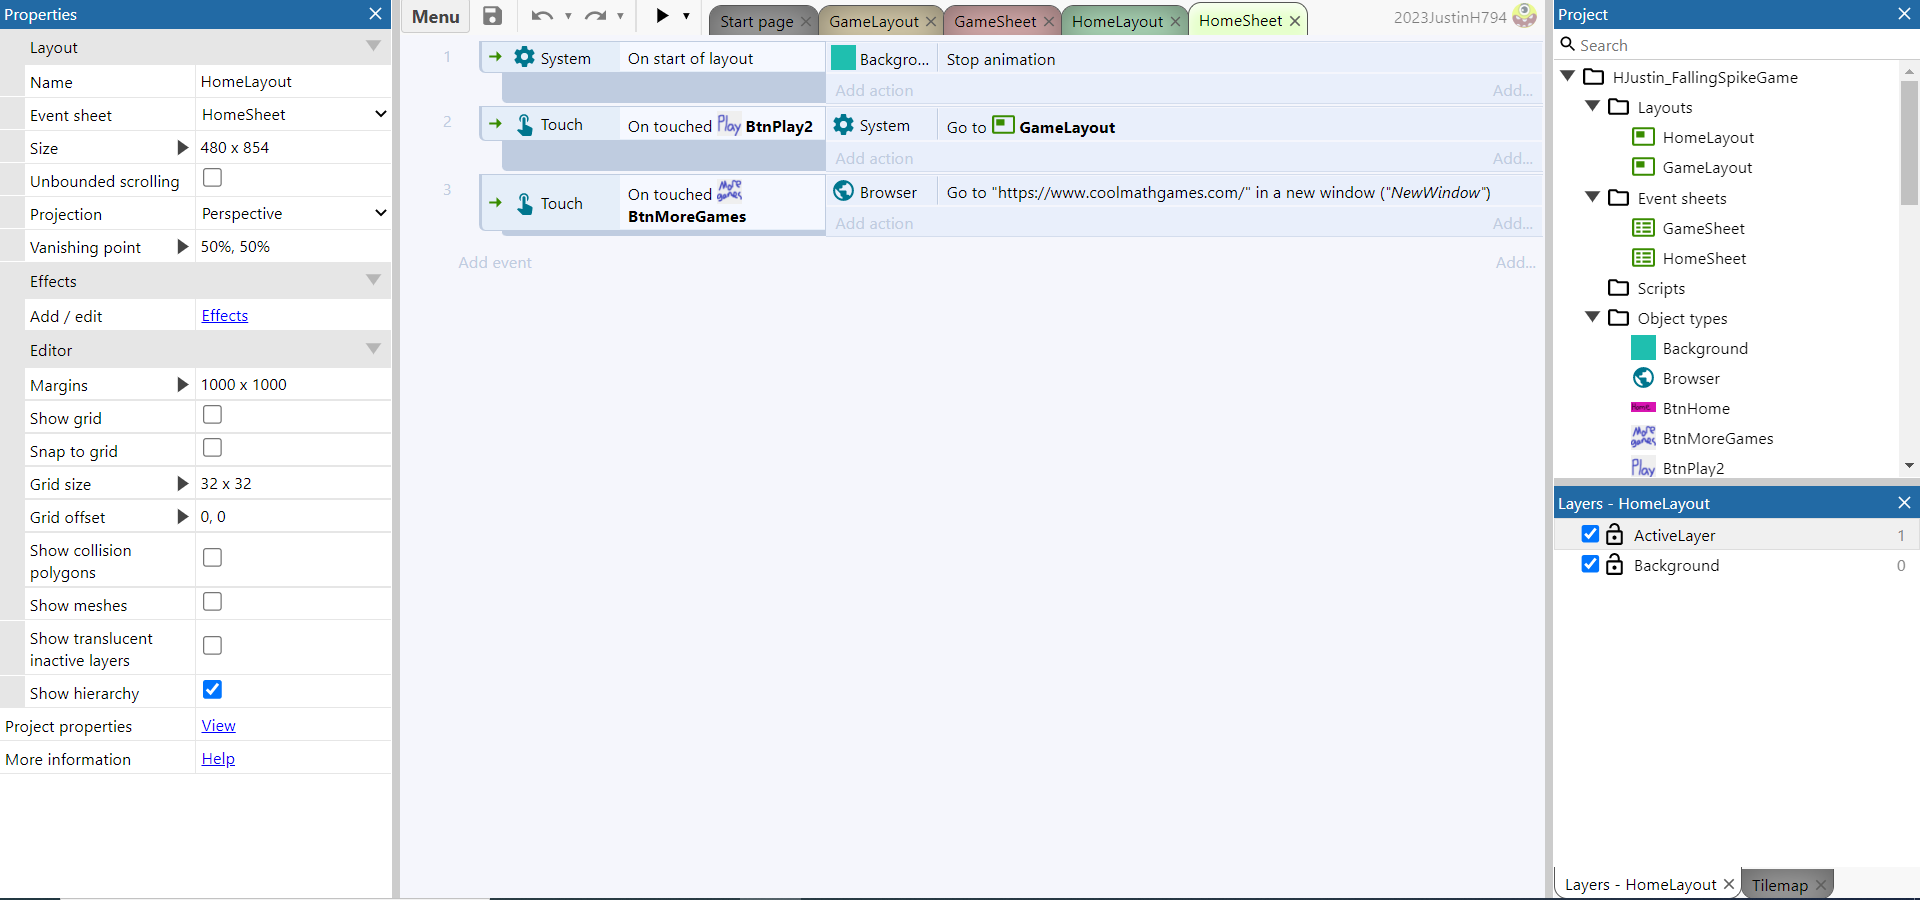 Properties
Layout
Name HomeLayout
Event sheet HomeSheet
Size 480 x 854
Unbounded scrolling
Projection Perspective
Vanishing point 50%, 50%
Effects
Add / edit Effects
Editor
Margins 1000 x 1000
Show grid
Snap to grid
Grid size 32 x 32
Grid offset 0, 0
Show collision
polygons
Show meshes
Show translucent
inactive layers
Show hierarchy
Project properties View
More information Help
Menu
Start page GameLayout GameSheet HomeLayout HomeSheet
2023JustinH794
1 System On start of layout Backgro... Stop animation
Add action Add...
2 Touch On touched Play BtnPlay2 System Go to GameLayout
Add action Add...
3 Touch On touched More games BtnMoreGames Browser Go to "https://www.coolmathgames.com/" in a new window ("NewWindow")
Add action Add...
Add event Add...
Project
Search
HJustin_FallingSpikeGame
Layouts
HomeLayout
GameLayout
Event sheets
GameSheet
HomeSheet
Scripts
Object types
Background
Browser
BtnHome
More games BtnMoreGames
Play BtnPlay2
Layers - HomeLayout
ActiveLayer 1
Background 0
Layers - HomeLayout Tilemap